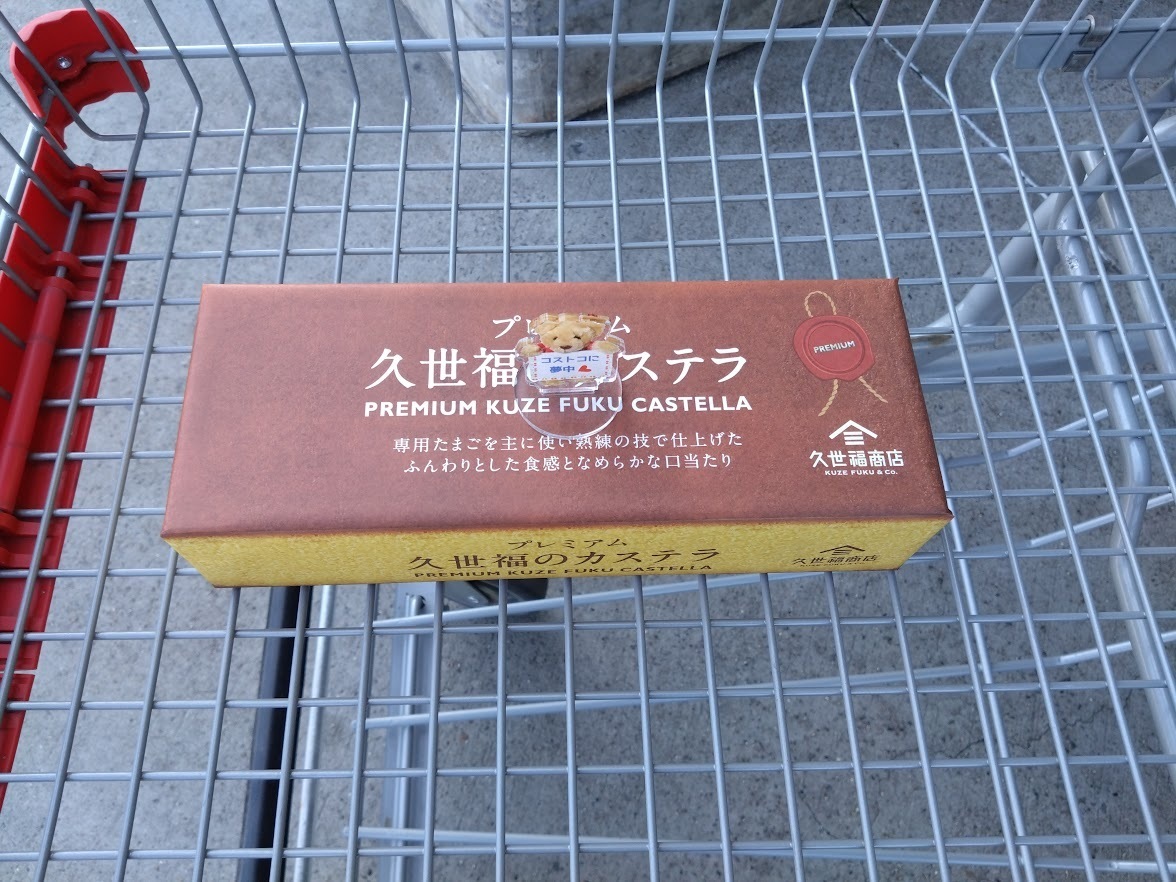 プレミアム
久世福のカステラ
PREMIUM KUZE FUKU CASTELLA
専用たまごを主に使い熟練の技で仕上げた
ふんわりとした食感となめらかな口当たり
コストコに
夢中
PREMIUM
久世福商店
KUZE FUKU & Co.
プレミアム
久世福のカステラ
PREMIUM KUZE FUKU CASTELLA
久世福商店